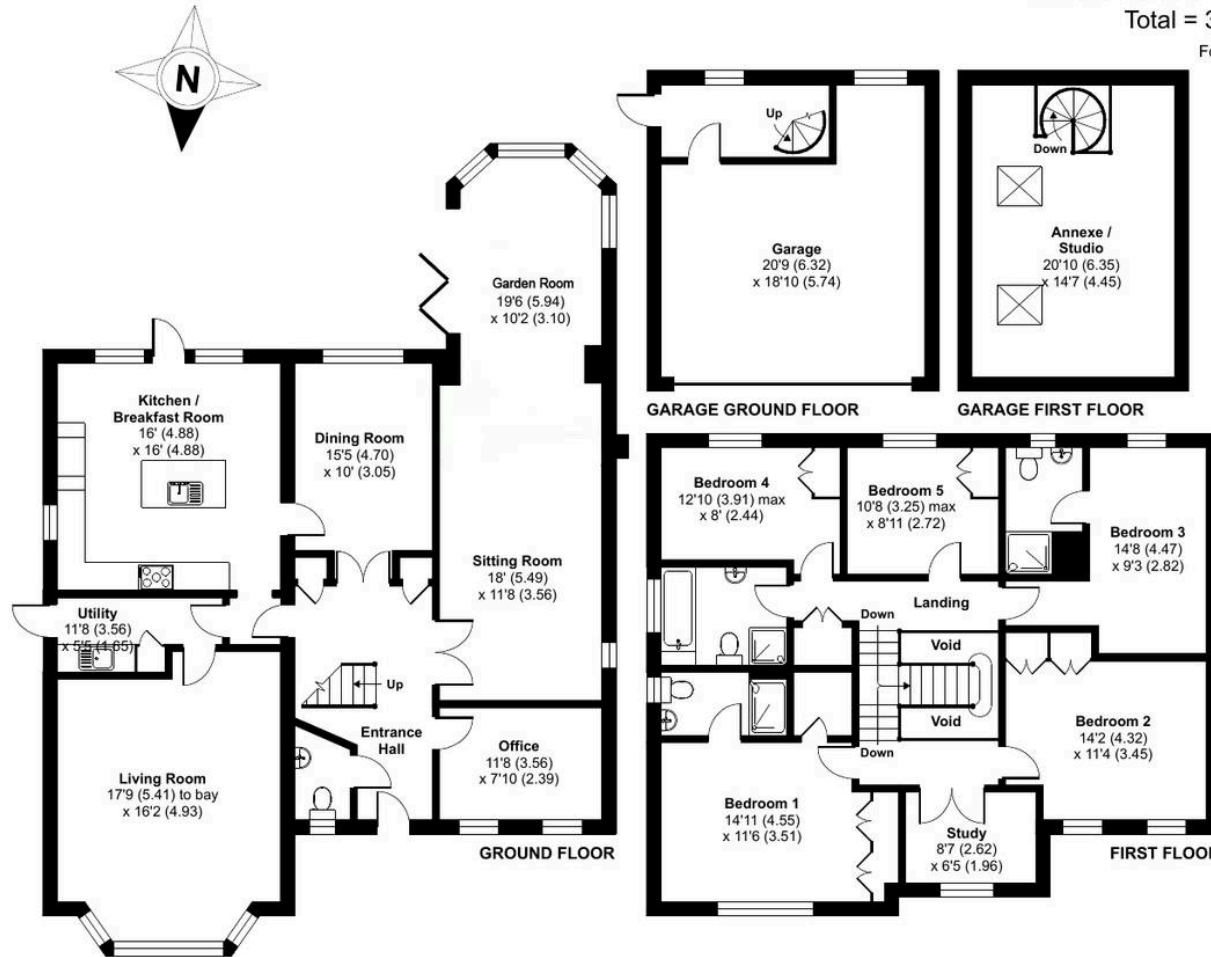 Total = 3
Fo
N
Up
Garage
20'9 (6.32)
x 18'10 (5.74)
GARAGE GROUND FLOOR
Down
Annexe /
Studio
20'10 (6.35)
x 14'7 (4.45)
GARAGE FIRST FLOOR
Garden Room
19'6 (5.94)
x 10'2 (3.10)
Kitchen /
Breakfast Room
16' (4.88)
x 16' (4.88)
Dining Room
15'5 (4.70)
x 10' (3.05)
Sitting Room
18' (5.49)
x 11'8 (3.56)
Utility
11'8 (3.56)
x 5'5 (1.65)
Up
Entrance
Hall
Office
11'8 (3.56)
x 7'10 (2.39)
Living Room
17'9 (5.41) to bay
x 16'2 (4.93)
GROUND FLOOR
Bedroom 4
12'10 (3.91) max
x 8' (2.44)
Bedroom 5
10'8 (3.25) max
x 8'11 (2.72)
Bedroom 3
14'8 (4.47)
x 9'3 (2.82)
Landing
Down
Void
Void
Down
Bedroom 2
14'2 (4.32)
x 11'4 (3.45)
Bedroom 1
14'11 (4.55)
x 11'6 (3.51)
Study
8'7 (2.62)
x 6'5 (1.96)
FIRST FLOOR